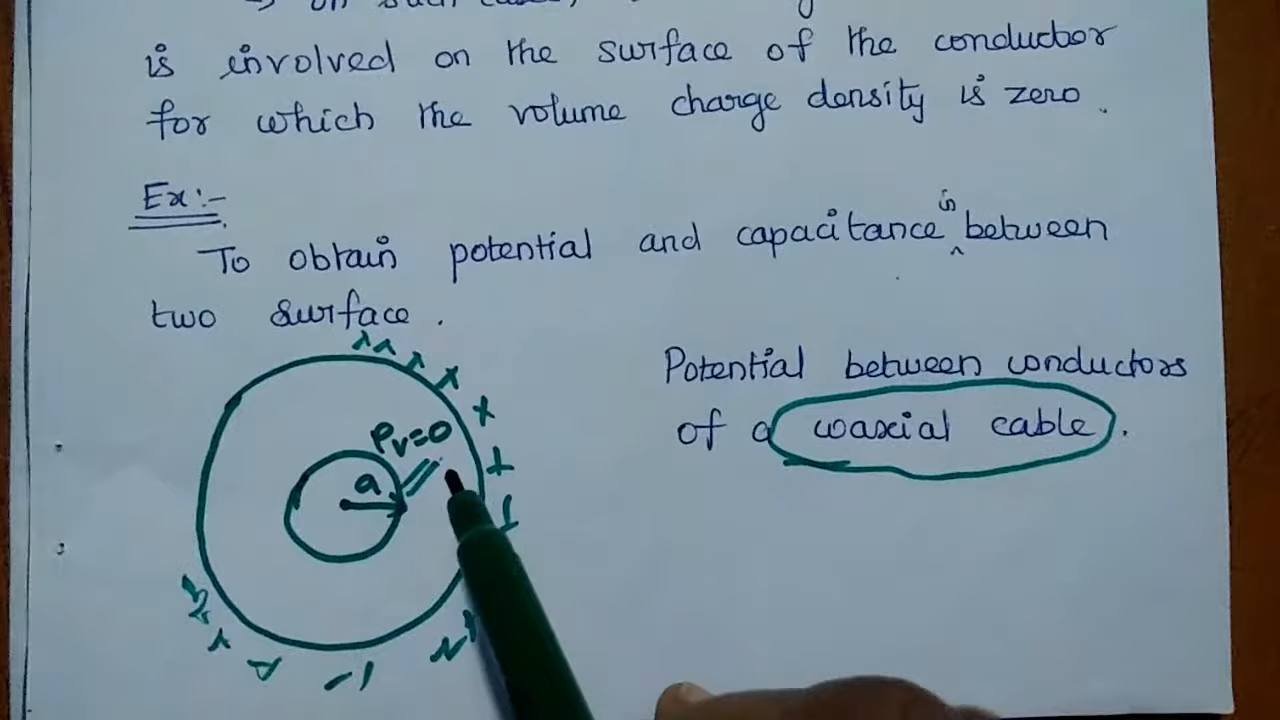 is involved on the surface of the conductor
for which the volume charge density is zero.
Ex:-
To obtain potential and capacitance in between
two surface.
Potential between conductors
of a coaxial cable.
ρv=0
a